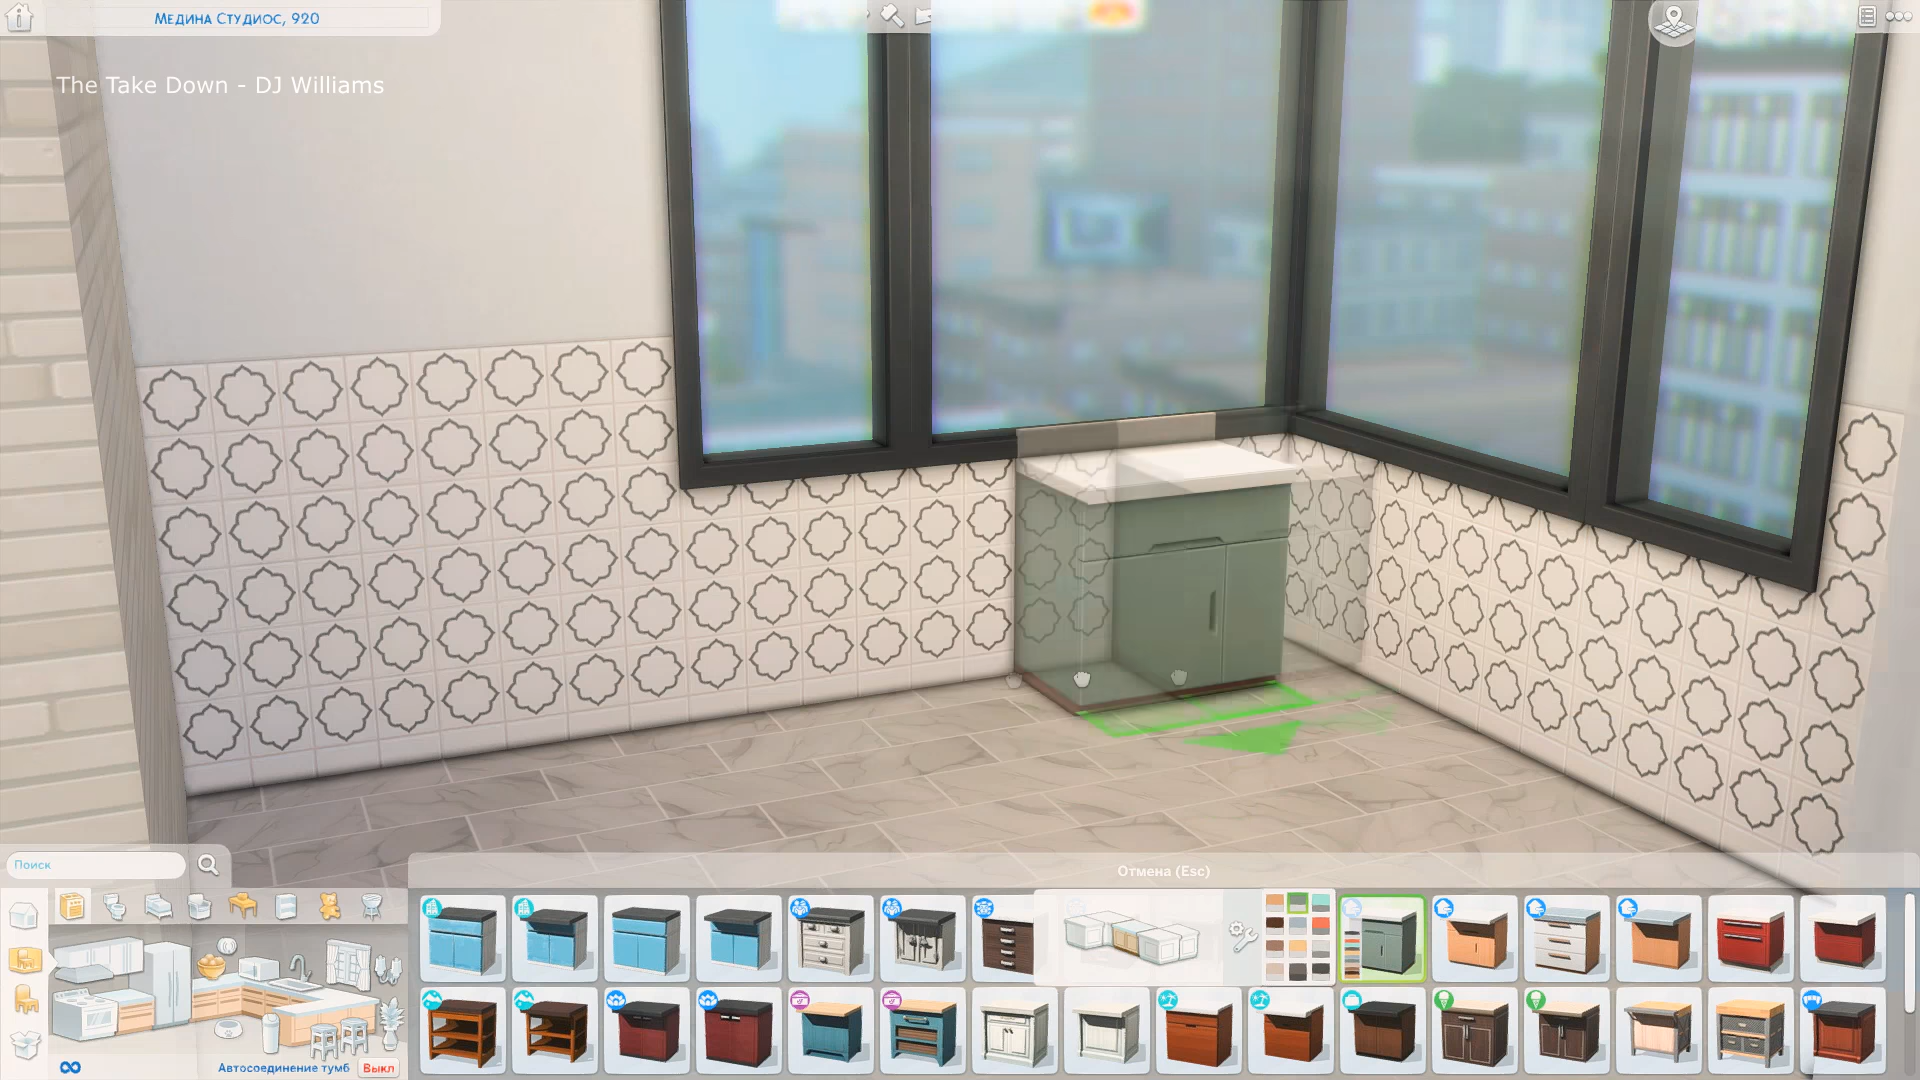 Медина Студиос, 920
The Take Down - DJ Williams
Отмена (Esc)
Поиск
Автосоединение тумб Выкл